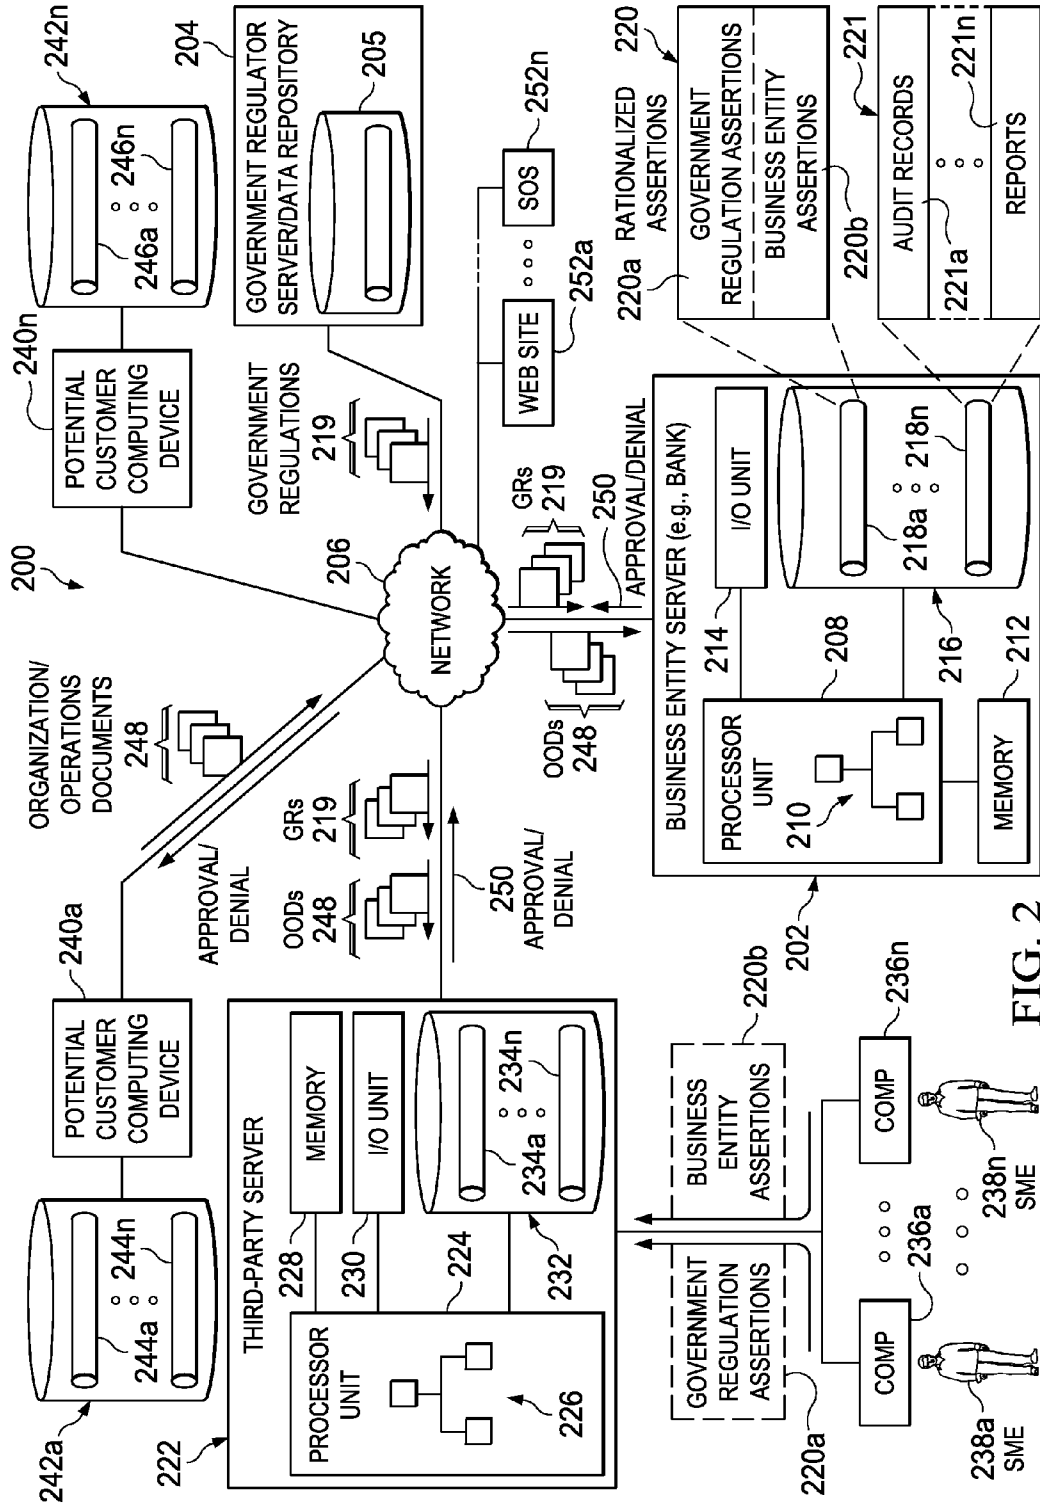 200
242a
244a
244n
POTENTIAL
CUSTOMER
COMPUTING
DEVICE
240a
ORGANIZATION/
OPERATIONS
DOCUMENTS
248
APPROVAL/
DENIAL
POTENTIAL
CUSTOMER
COMPUTING
DEVICE
240n
242n
246a
246n
204
GOVERNMENT REGULATOR
SERVER/DATA REPOSITORY
205
GOVERNMENT
REGULATIONS
219
206
NETWORK
222
THIRD-PARTY SERVER
PROCESSOR
UNIT
226
228
MEMORY
230
I/O UNIT
224
232
234a
234n
OODs
248
GRs
219
250
APPROVAL/
DENIAL
WEB SITE
252a
SOS
252n
OODs
248
GRs
219
250
APPROVAL/DENIAL
220a
GOVERNMENT
REGULATION
ASSERTIONS
BUSINESS
ENTITY
ASSERTIONS
220b
COMP
236a
238a
SME
COMP
236n
238n
SME
202
BUSINESS ENTITY SERVER (e.g., BANK)
PROCESSOR
UNIT
210
214
I/O UNIT
208
216
218a
218n
212
MEMORY
RATIONALIZED
ASSERTIONS
220
220a
GOVERNMENT
REGULATION ASSERTIONS
BUSINESS ENTITY
ASSERTIONS
220b
221
AUDIT RECORDS
221a
221n
REPORTS
FIG. 2